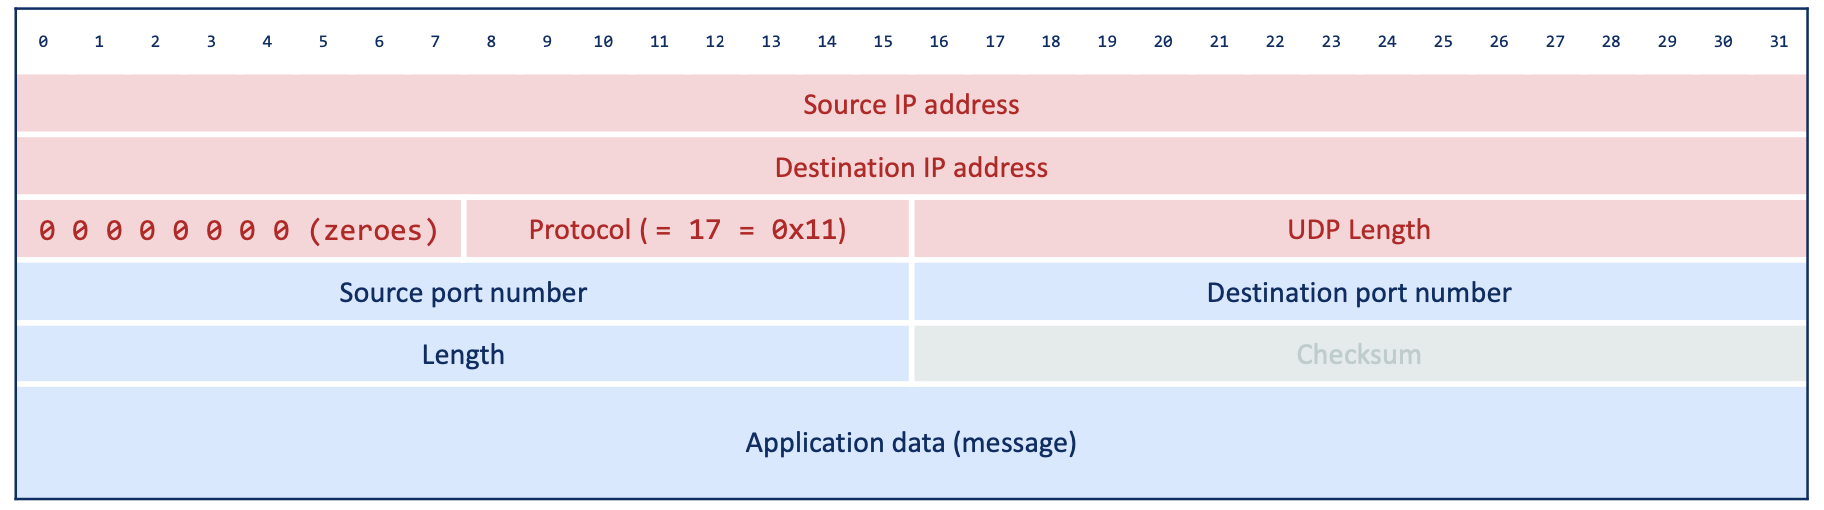 0 1 2 3 4 5 6 7 8 9 10 11 12 13 14 15 16 17 18 19 20 21 22 23 24 25 26 27 28 29 30 31
Source IP address
Destination IP address
0 0 0 0 0 0 0 0 (zeroes) Protocol ( = 17 = 0x11) UDP Length
Source port number Destination port number
Length Checksum
Application data (message)